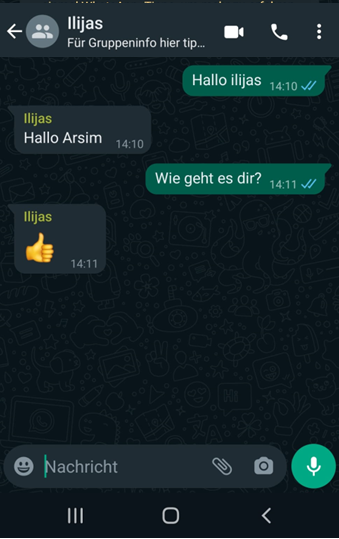 Ilijas
Für Gruppeninfo hier tip...
Hallo ilijas 14:10
Ilijas
Hallo Arsim 14:10
Wie geht es dir? 14:11
Ilijas
14:11
Nachricht